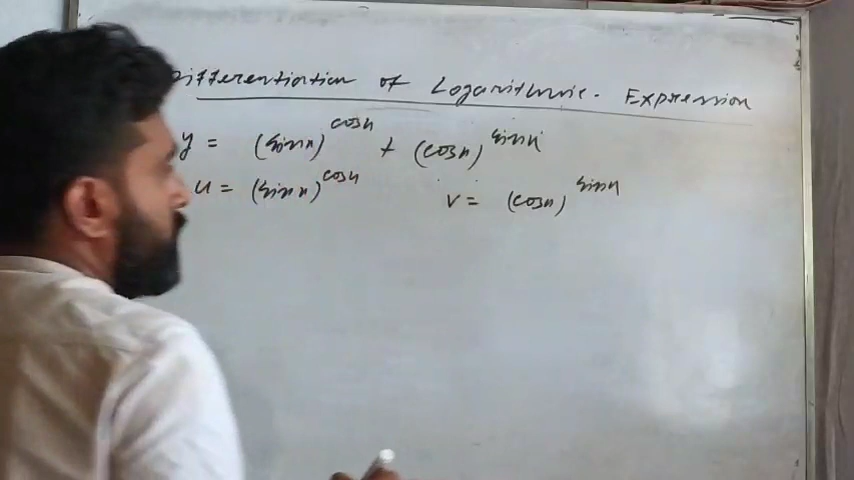 Differentiation of Logarithmic. Expression
y = (sinx)^cosx + (cosx)^sinx
u = (sinx)^cosx v = (cosx)^sinx